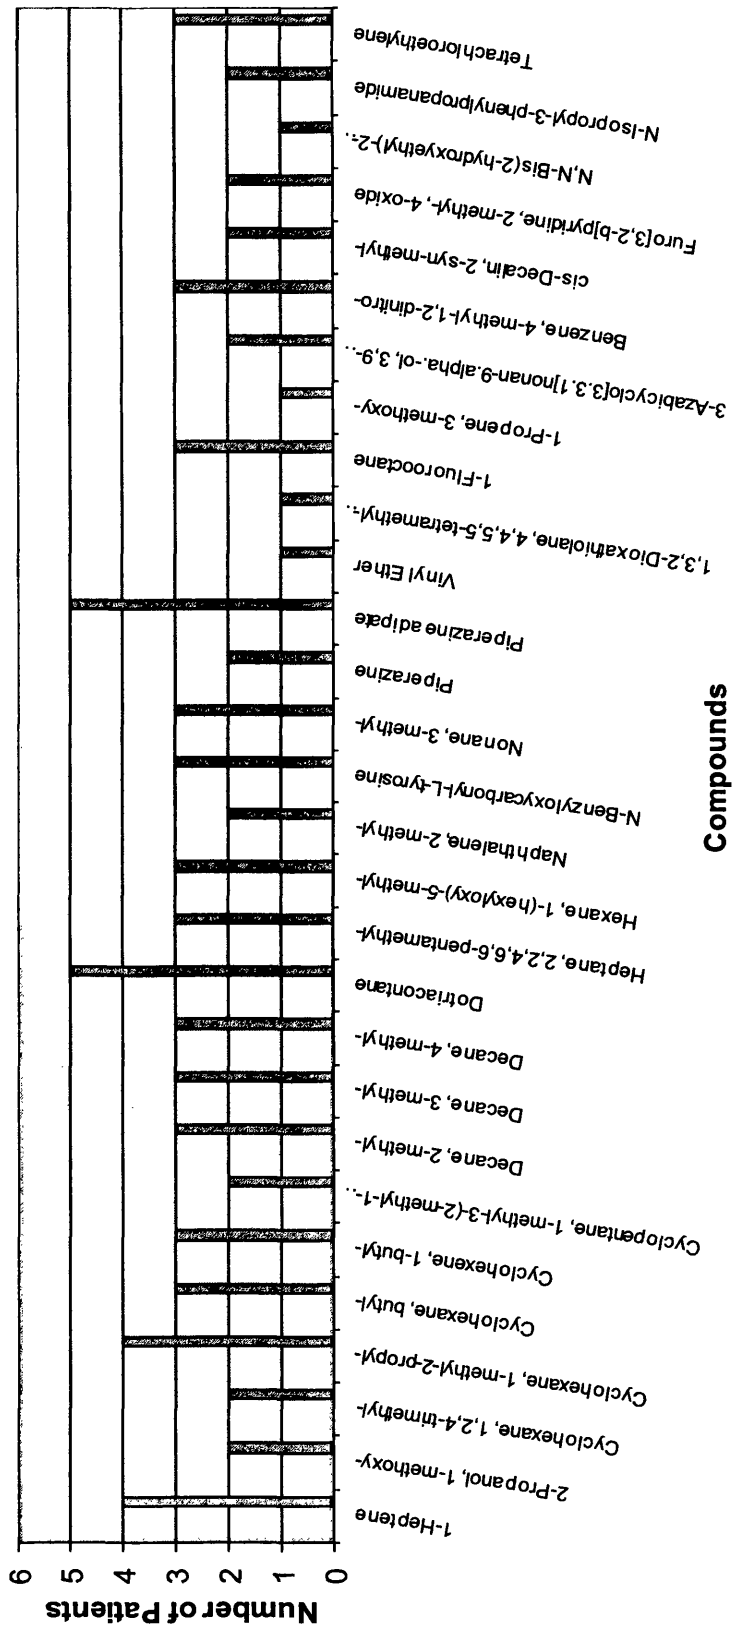 Number of Patients
6
5
4
3
2
1
0
1-Heptene
2-Propanol, 1-methoxy-
Cyclohexane, 1,2,4-trimethyl-
Cyclohexane, 1-methyl-2-propyl-
Cyclohexane, butyl-
Cyclohexene, 1-butyl-
Cyclopentane, 1-methyl-3-(2-methyl-1-..
Decane, 2-methyl-
Decane, 3-methyl-
Decane, 4-methyl-
Dotriacontane
Heptane, 2,2,4,6,6-pentamethyl-
Hexane, 1-(hexyloxy)-5-methyl-
Naphthalene, 2-methyl-
N-Benzyloxycarbonyl-L-tyrosine
Nonane, 3-methyl-
Piperazine
Piperazine adipate
Vinyl Ether
1,3,2-Dioxathiolane, 4,4,5,5-tetramethyl-..
1-Fluorooctane
1-Propene, 3-methoxy-
3-Azabicyclo[3.3.1]nonan-9.alpha.-ol, 3,9-..
Benzene, 4-methyl-1,2-dinitro-
cis-Decalin, 2-syn-methyl-
Furo[3,2-b]pyridine, 2-methyl-, 4-oxide
N,N-Bis(2-hydroxyethyl)-2-..
N-Isopropyl-3-phenylpropanamide
Tetrachloroethylene
Compounds